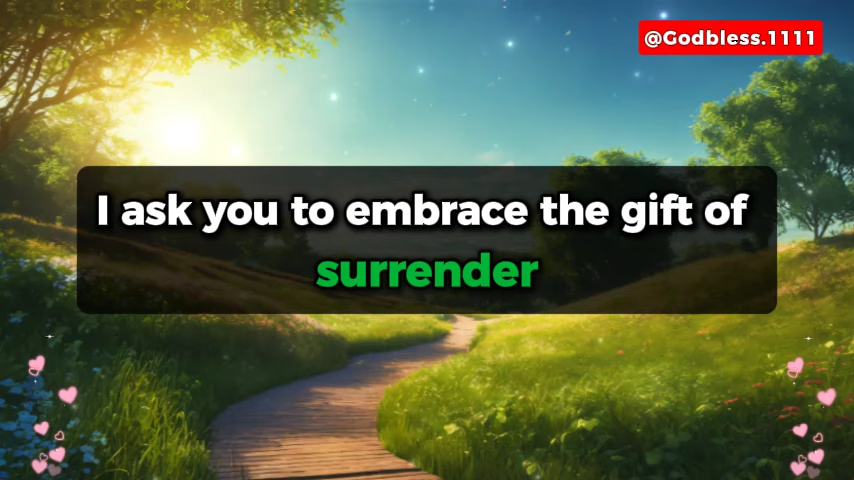 @Godbless.1111
I ask you to embrace the gift of
surrender